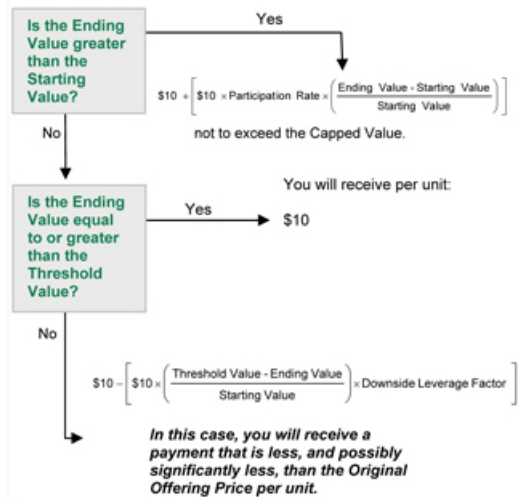 Is the Ending
Value greater
than the
Starting
Value?
Yes
$10 + [ $10 × Participation Rate × ( Ending Value - Starting Value / Starting Value ) ]
not to exceed the Capped Value.
No
You will receive per unit:
Is the Ending
Value equal
to or greater
than the
Threshold
Value?
Yes
$10
No
$10 − [ $10 × ( Threshold Value - Ending Value / Starting Value ) × Downside Leverage Factor ]
In this case, you will receive a
payment that is less, and possibly
significantly less, than the Original
Offering Price per unit.